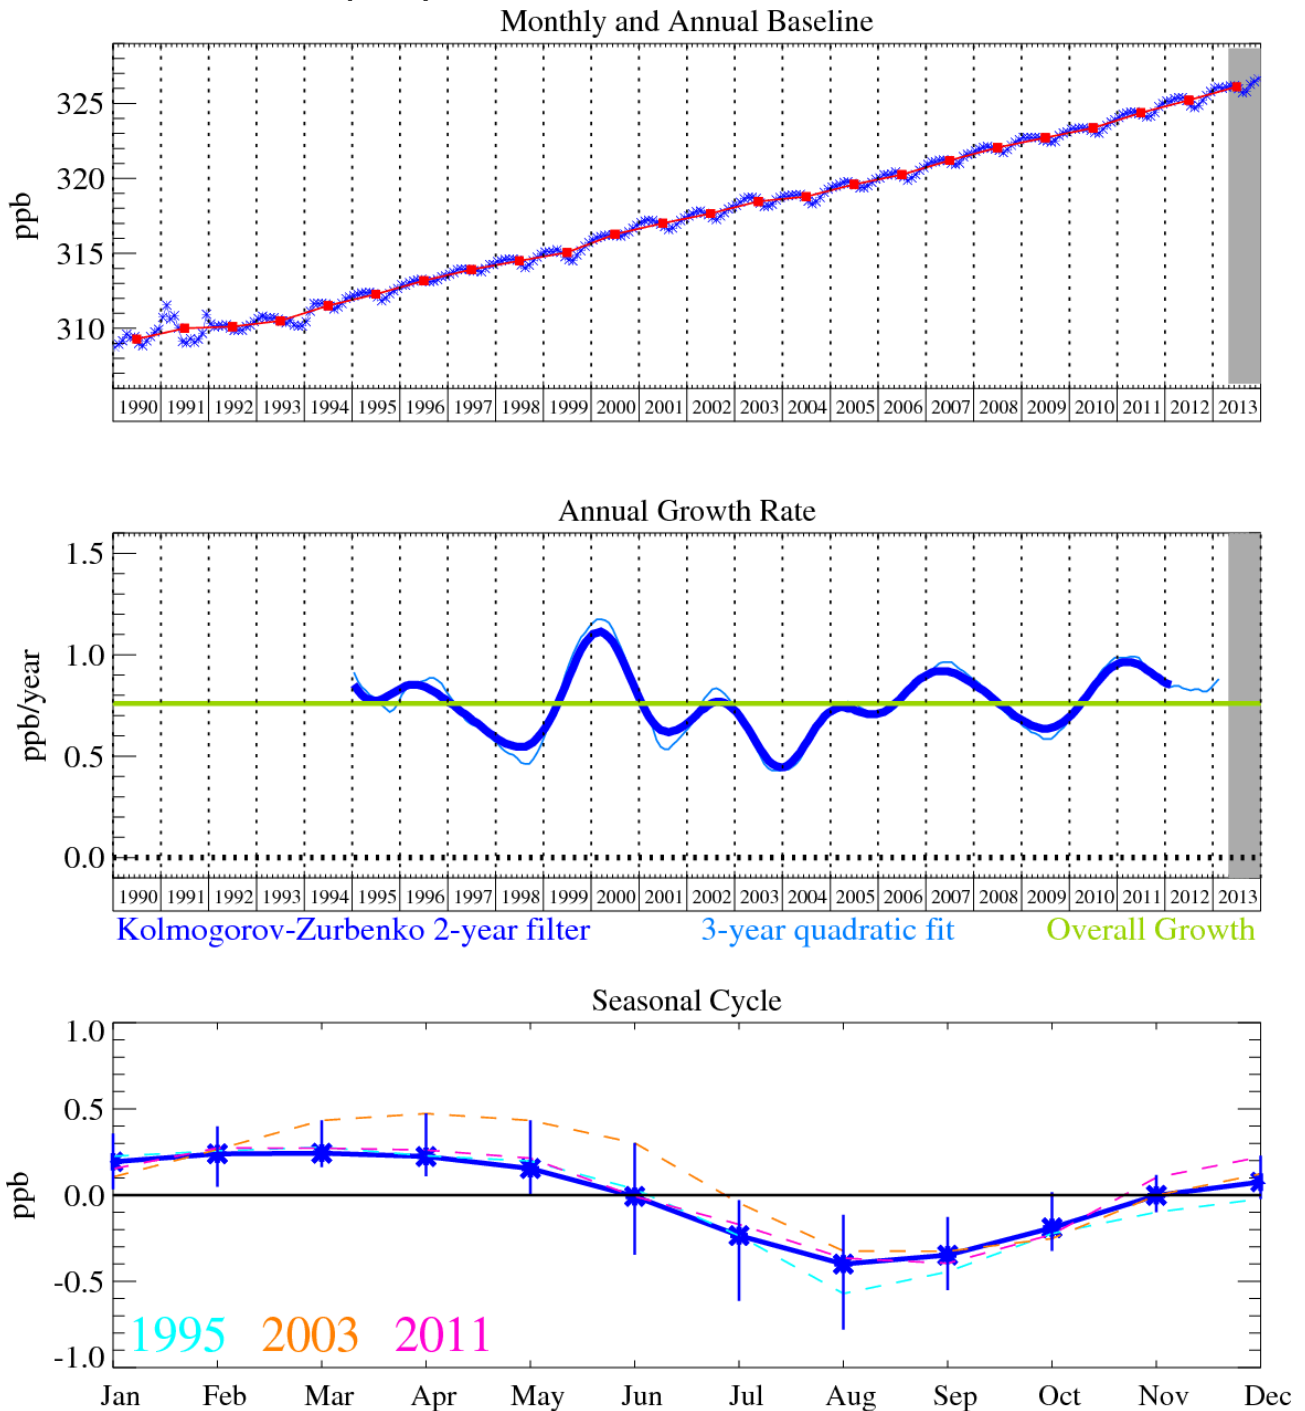 Monthly and Annual Baseline
325
320
315
310
ppb
1990 1991 1992 1993 1994 1995 1996 1997 1998 1999 2000 2001 2002 2003 2004 2005 2006 2007 2008 2009 2010 2011 2012 2013
Annual Growth Rate
1.5
1.0
0.5
0.0
ppb/year
1990 1991 1992 1993 1994 1995 1996 1997 1998 1999 2000 2001 2002 2003 2004 2005 2006 2007 2008 2009 2010 2011 2012 2013
Kolmogorov-Zurbenko 2-year filter 3-year quadratic fit Overall Growth
Seasonal Cycle
1.0
0.5
0.0
-0.5
-1.0
ppb
1995 2003 2011
Jan Feb Mar Apr May Jun Jul Aug Sep Oct Nov Dec